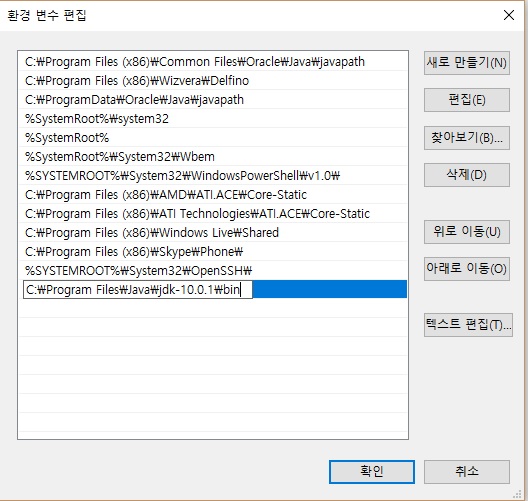 환경 변수 편집
C:₩Program Files (x86)₩Common Files₩Oracle₩Java₩javapath
C:₩Program Files (x86)₩Wizvera₩Delfino
C:₩ProgramData₩Oracle₩Java₩javapath
%SystemRoot%₩system32
%SystemRoot%
%SystemRoot%₩System32₩Wbem
%SYSTEMROOT%₩System32₩WindowsPowerShell₩v1.0₩
C:₩Program Files (x86)₩AMD₩ATI.ACE₩Core-Static
C:₩Program Files (x86)₩ATI Technologies₩ATI.ACE₩Core-Static
C:₩Program Files (x86)₩Windows Live₩Shared
C:₩Program Files (x86)₩Skype₩Phone₩
%SYSTEMROOT%₩System32₩OpenSSH₩
C:₩Program Files₩Java₩jdk-10.0.1₩bin
새로 만들기(N)
편집(E)
찾아보기(B)...
삭제(D)
위로 이동(U)
아래로 이동(O)
텍스트 편집(T)...
확인
취소